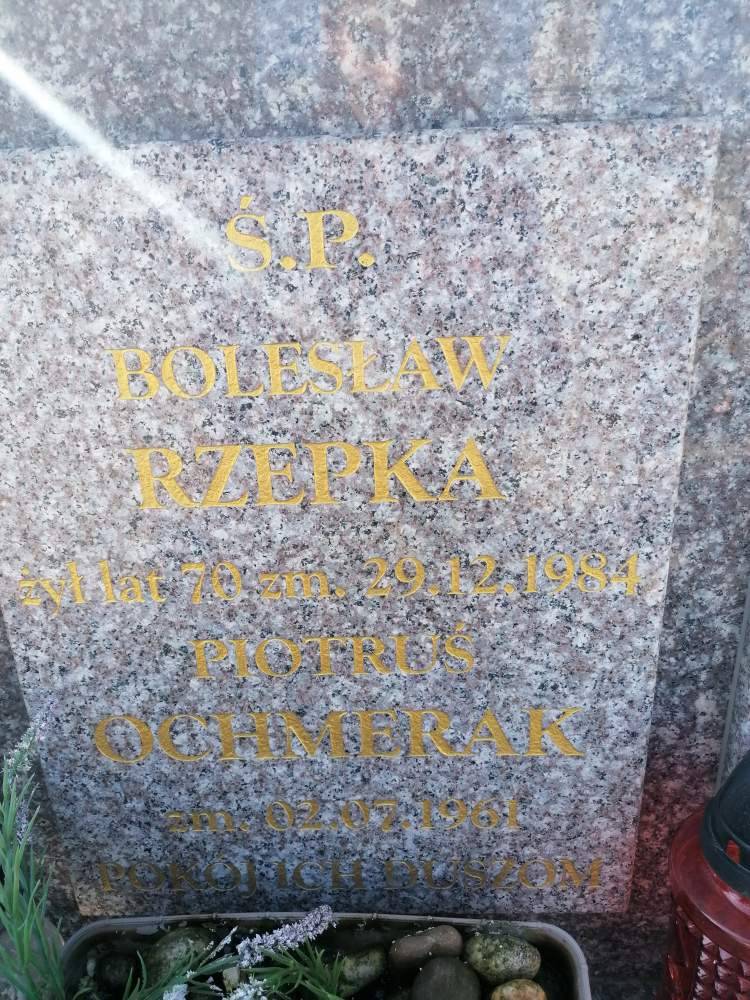 Ś.P.
BOLESŁAW
RZEPKA
żył lat 70 zm. 29.12.1984
PIOTRUŚ
OCHMERAK
zm. 02.07.1961
POKÓJ ICH DUSZOM